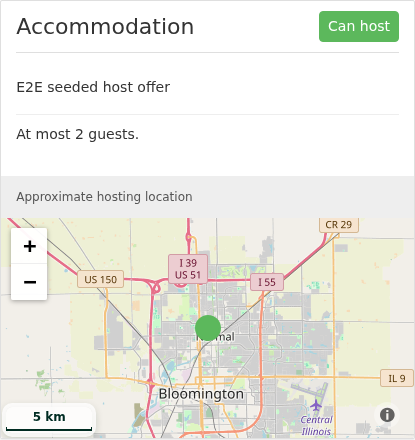 Accommodation
Can host
E2E seeded host offer
At most 2 guests.
Approximate hosting location
CR 29
+
I 39
US 51
US 150
I 55
−
Normal
IL 9
Bloomington
5 km
Central
Illinois
i